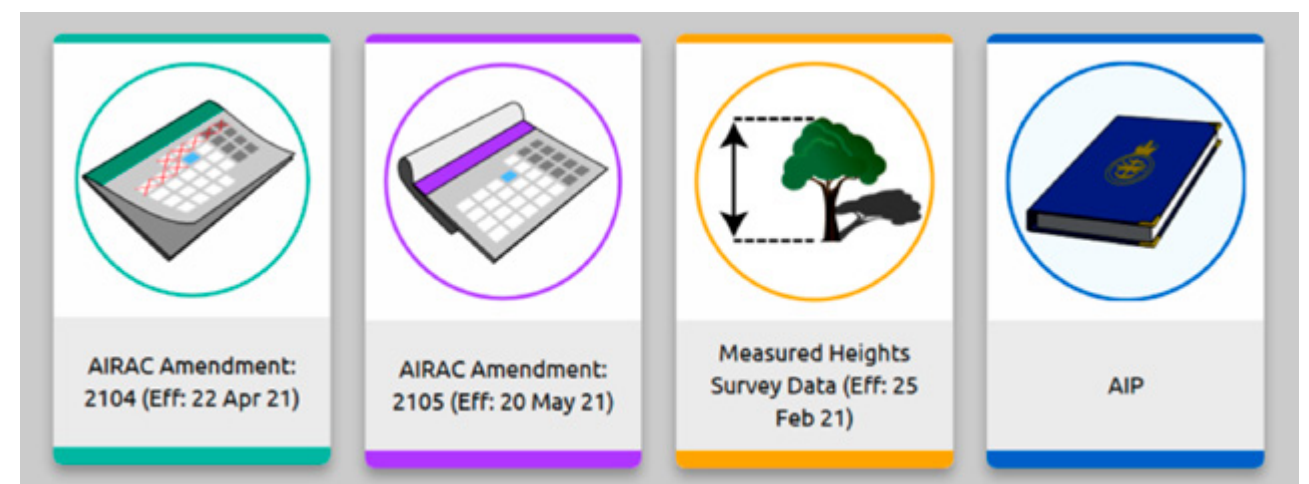 AIRAC Amendment:
2104 (Eff: 22 Apr 21)
AIRAC Amendment:
2105 (Eff: 20 May 21)
Measured Heights
Survey Data (Eff: 25
Feb 21)
AIP